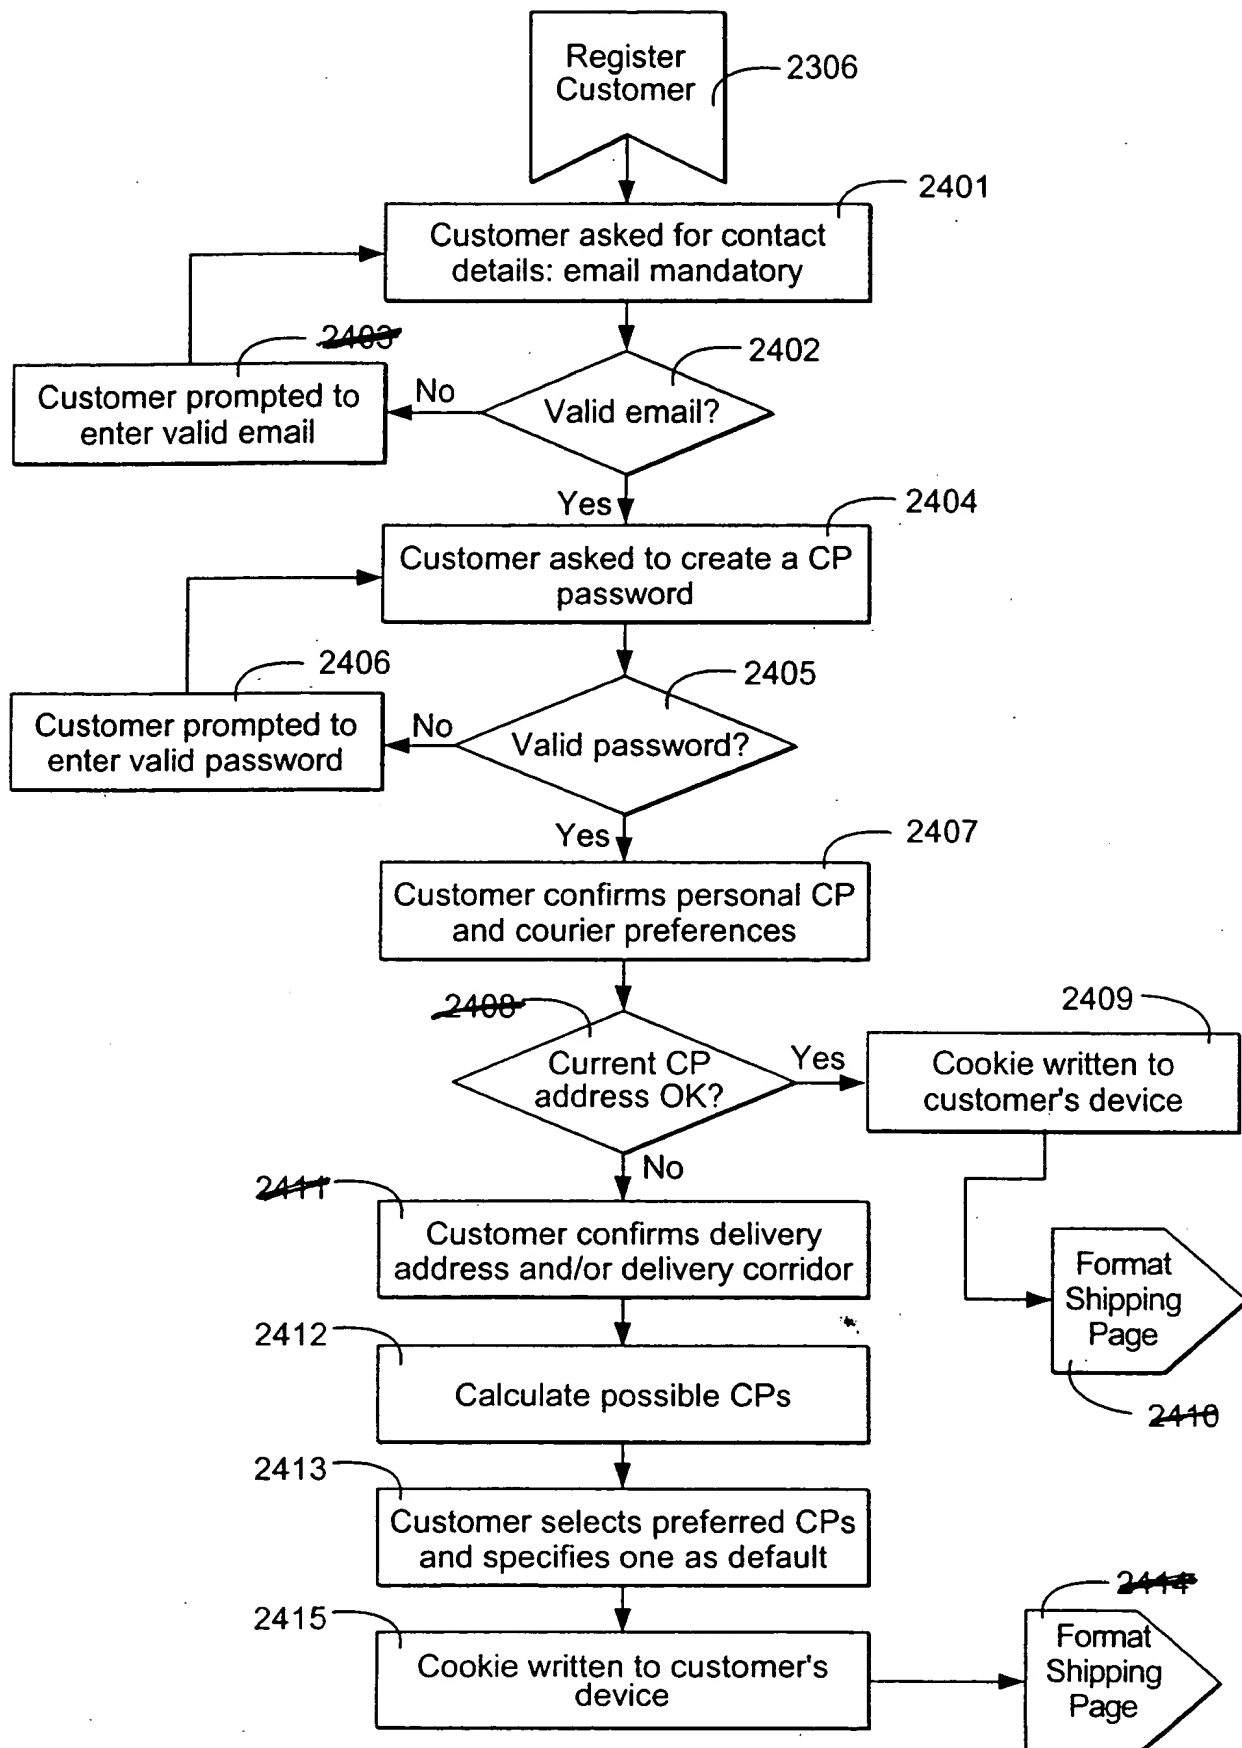 Register
Customer
2306
2401
Customer asked for contact
details: email mandatory
2403
2402
Customer prompted to
enter valid email
No
Valid email?
Yes
2404
Customer asked to create a CP
password
2406
2405
Customer prompted to
enter valid password
No
Valid password?
Yes
2407
Customer confirms personal CP
and courier preferences
2408
2409
Current CP
address OK?
Yes
Cookie written to
customer's device
No
2411
Customer confirms delivery
address and/or delivery corridor
Format
Shipping
Page
2410
2412
Calculate possible CPs
2413
Customer selects preferred CPs
and specifies one as default
2414
2415
Cookie written to customer's
device
Format
Shipping
Page